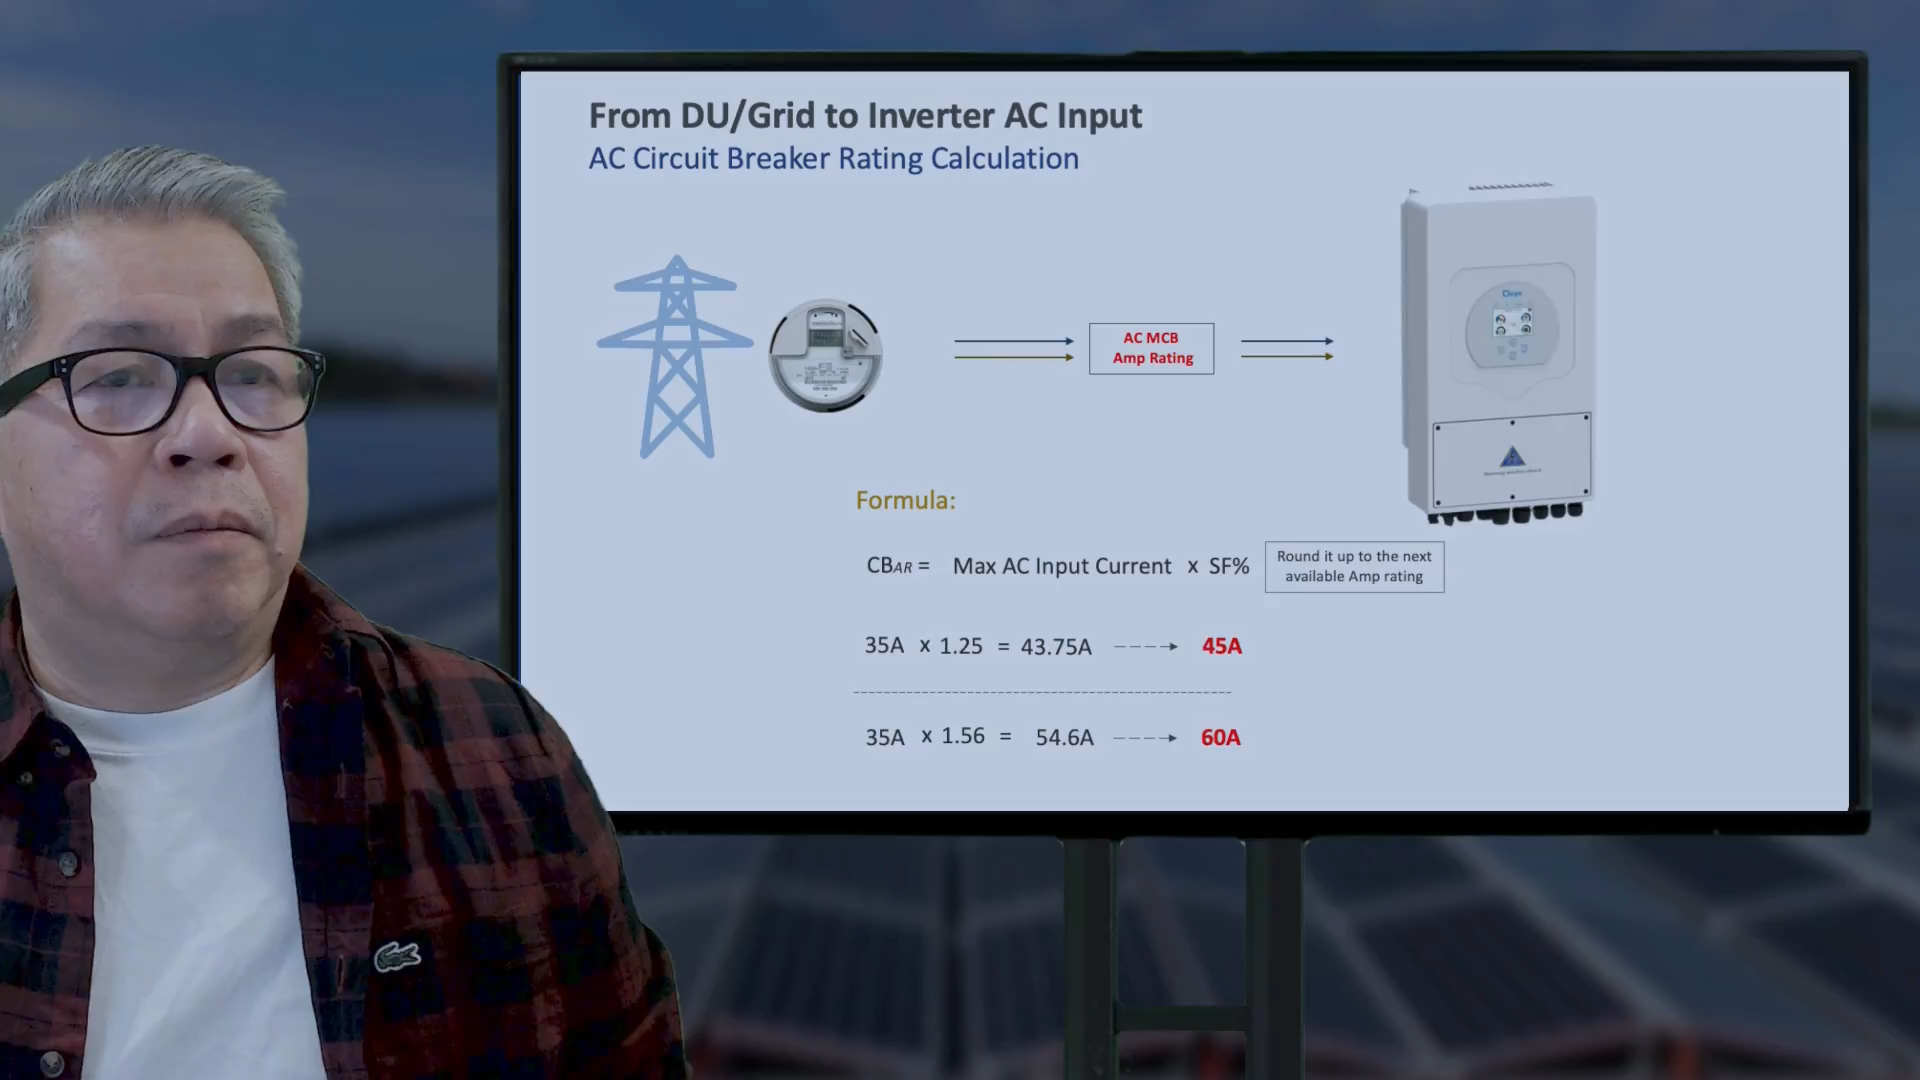 From DU/Grid to Inverter AC Input
AC Circuit Breaker Rating Calculation
AC MCB
Amp Rating
Deye
Formula:
CBAR = Max AC Input Current x SF%
Round it up to the next
available Amp rating
35A x 1.25 = 43.75A 45A
35A x 1.56 = 54.6A 60A